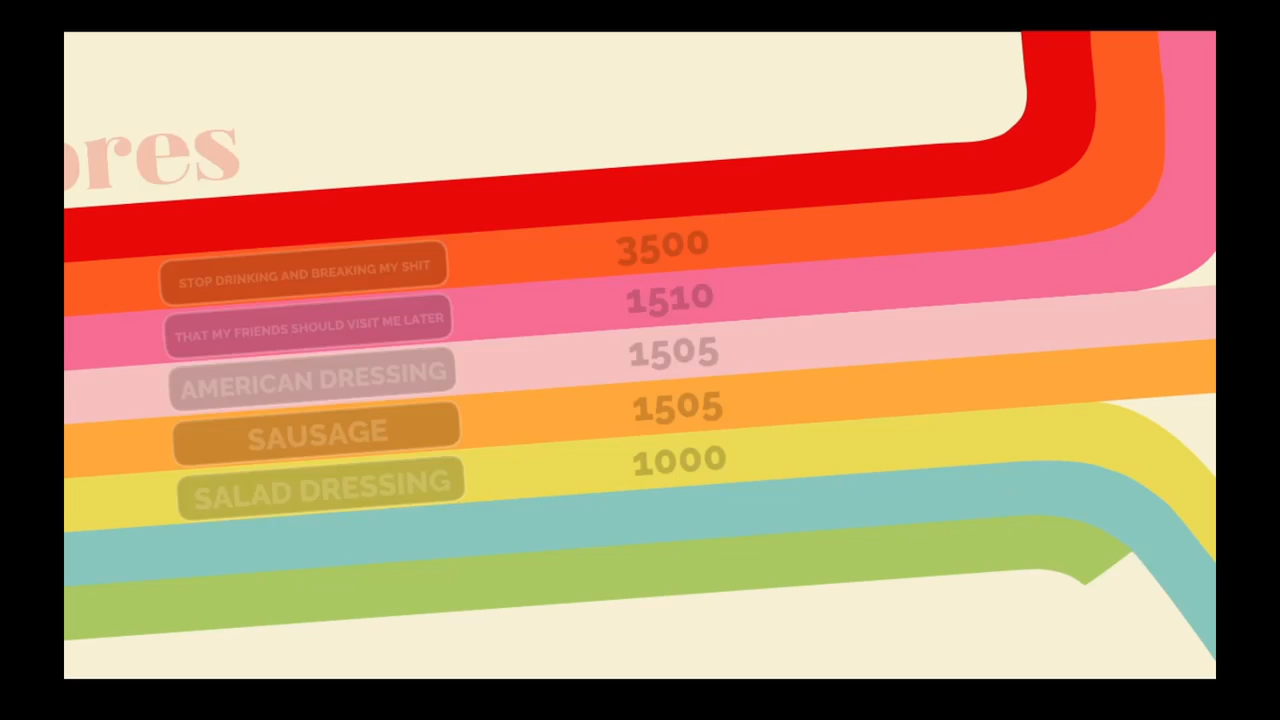 ores
STOP DRINKING AND BREAKING MY SHIT 3500
THAT MY FRIENDS SHOULD VISIT ME LATER 1510
AMERICAN DRESSING 1505
SAUSAGE 1505
SALAD DRESSING 1000